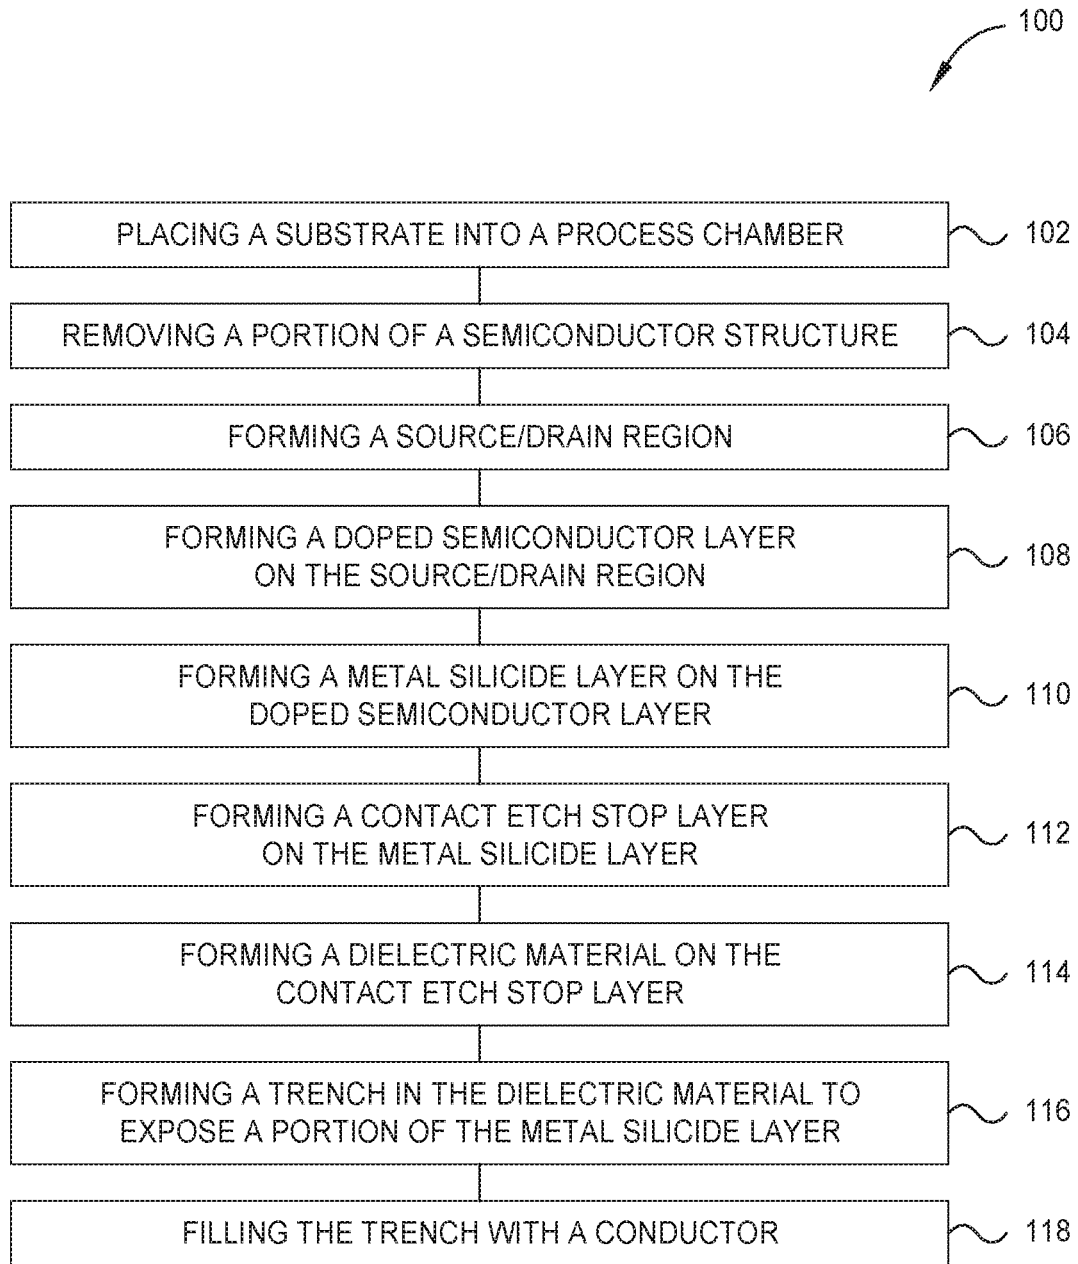 100
PLACING A SUBSTRATE INTO A PROCESS CHAMBER
102
REMOVING A PORTION OF A SEMICONDUCTOR STRUCTURE
104
FORMING A SOURCE/DRAIN REGION
106
FORMING A DOPED SEMICONDUCTOR LAYER
ON THE SOURCE/DRAIN REGION
108
FORMING A METAL SILICIDE LAYER ON THE
DOPED SEMICONDUCTOR LAYER
110
FORMING A CONTACT ETCH STOP LAYER
ON THE METAL SILICIDE LAYER
112
FORMING A DIELECTRIC MATERIAL ON THE
CONTACT ETCH STOP LAYER
114
FORMING A TRENCH IN THE DIELECTRIC MATERIAL TO
EXPOSE A PORTION OF THE METAL SILICIDE LAYER
116
FILLING THE TRENCH WITH A CONDUCTOR
118